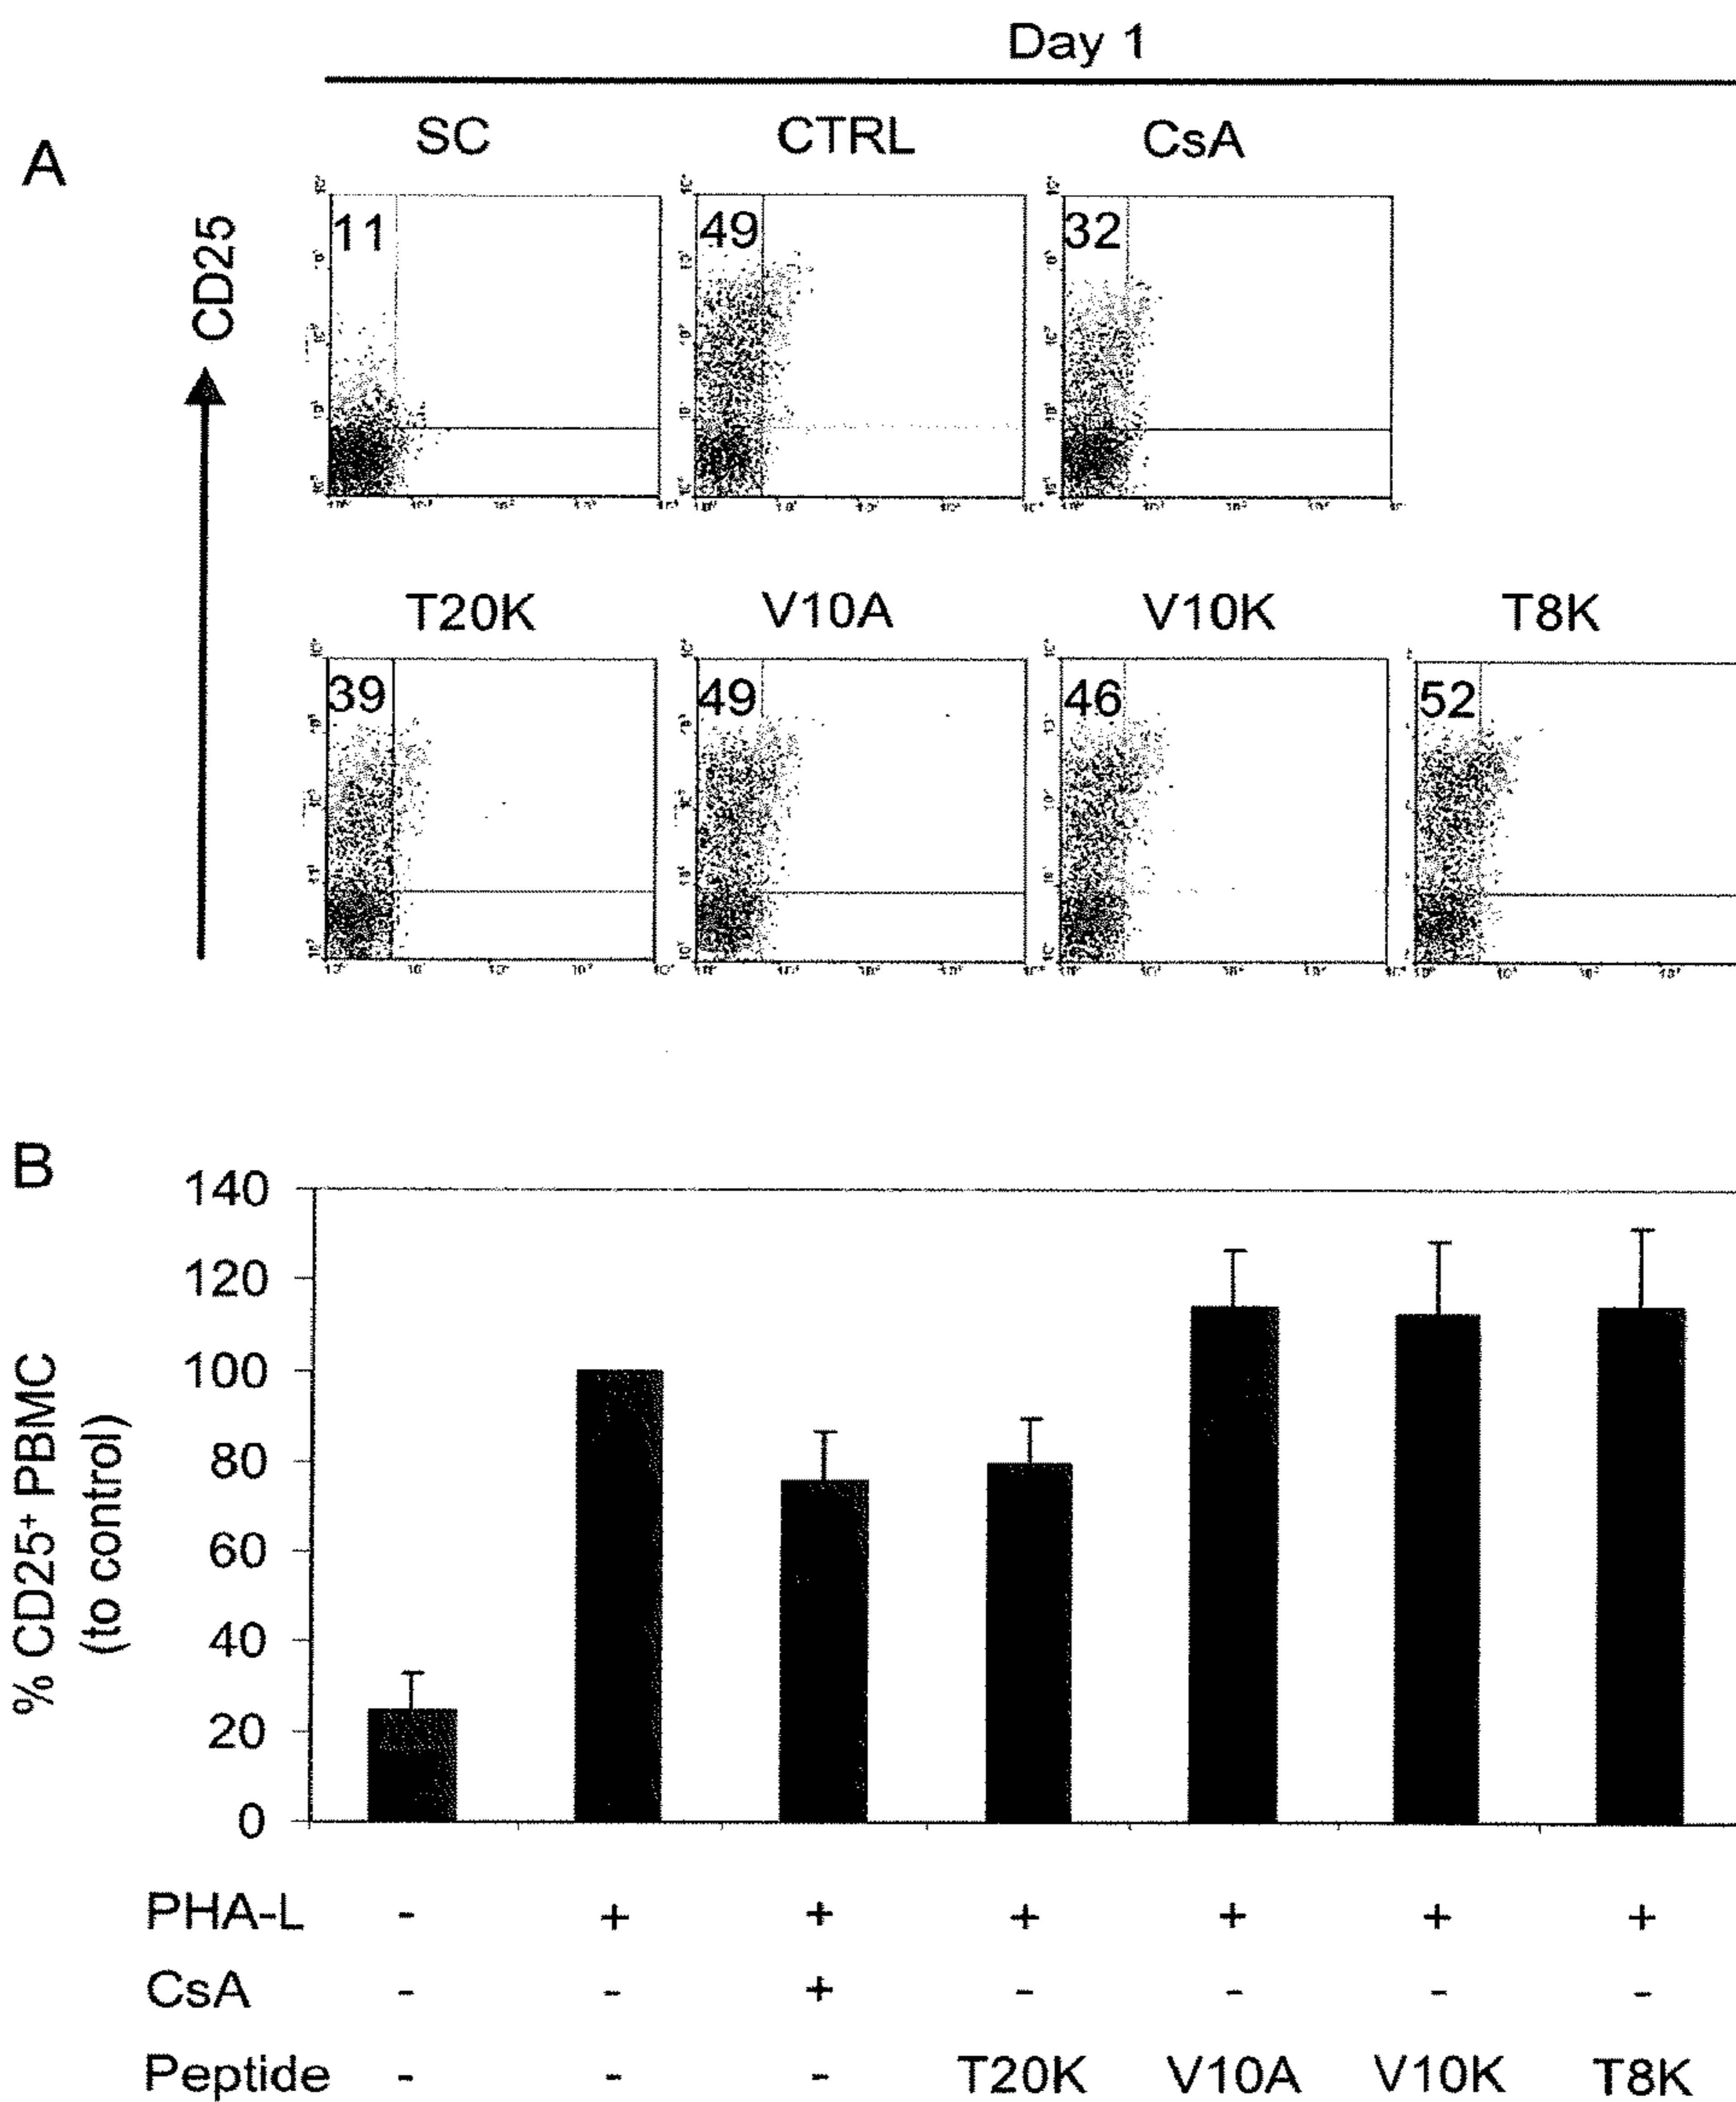 Day 1
A
SC CTRL CsA
CD25
11 49 32
T20K V10A V10K T8K
39 49 46 52
B
% CD25⁺ PBMC
(to control)
140
120
100
80
60
40
20
0
PHA-L - + + + + + +
CsA - - + - - - -
Peptide - - - T20K V10A V10K T8K